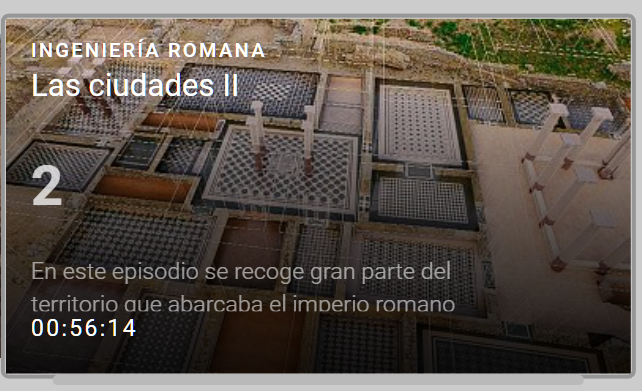 INGENIERÍA ROMANA
Las ciudades II
2
En este episodio se recoge gran parte del
territorio que abarcaba el imperio romano
00:56:14